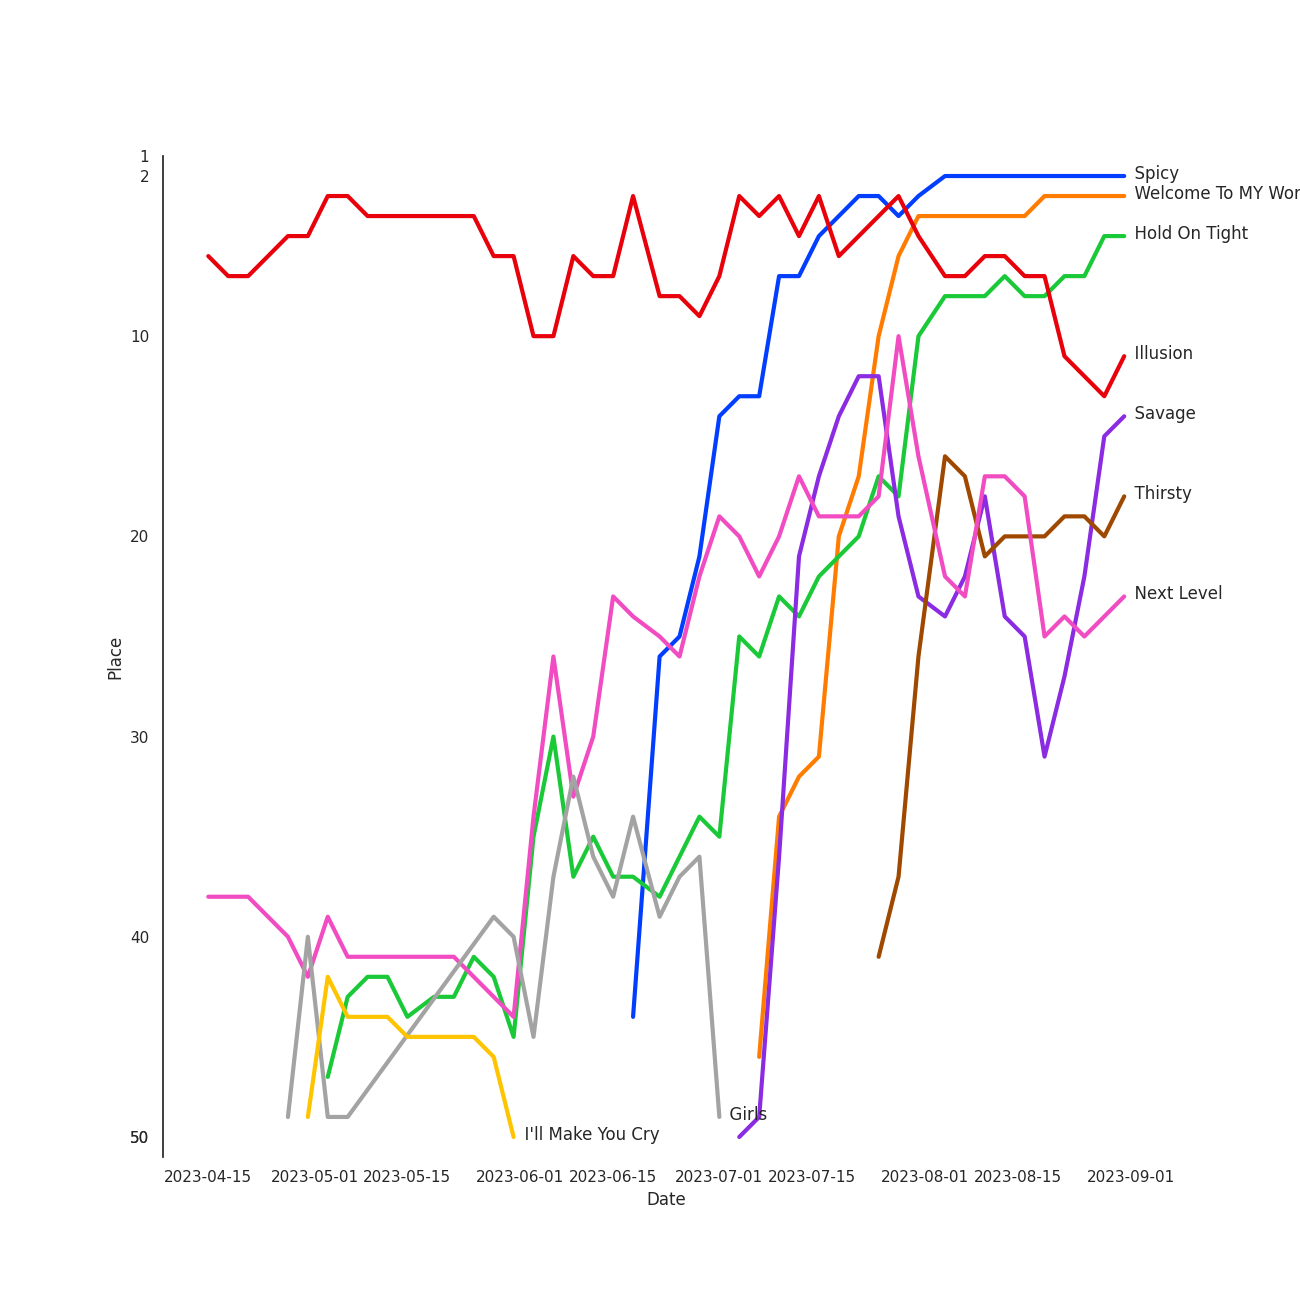 1
2
10
20
30
40
50
Place
Spicy
Welcome To MY Wor
Hold On Tight
Illusion
Savage
Thirsty
Next Level
Girls
I'll Make You Cry
2023-04-15 2023-05-01 2023-05-15 2023-06-01 2023-06-15 2023-07-01 2023-07-15 2023-08-01 2023-08-15 2023-09-01
Date